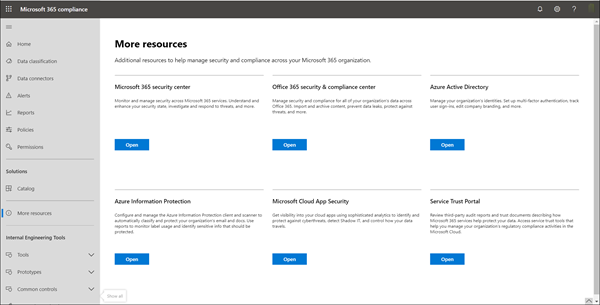 Microsoft 365 compliance
?
Home
Data classification
Data connectors
Alerts
Reports
Policies
Permissions
Solutions
Catalog
More resources
Internal Engineering Tools
Tools
Prototypes
Common controls
Show all
More resources
Additional resources to help manage security and compliance across your Microsoft 365 organization.
Microsoft 365 security center
Monitor and manage security across Microsoft 365 services. Understand and
enhance your security state, investigate and respond to threats, and more.
Open
Office 365 security & compliance center
Manage security and compliance for all of your organization's data across
Office 365. Import and archive content, prevent data leaks, protect against
threats, and more.
Open
Azure Active Directory
Manage your organization's identities. Set up multi-factor authentication, track
user sign-ins, edit company branding, and more.
Open
Azure Information Protection
Configure and manage the Azure Information Protection client and scanner to
automatically classify and protect your organization's email and docs. Use
reports to monitor label usage and identify sensitive info that should be
protected.
Open
Microsoft Cloud App Security
Get visibility into your cloud apps using sophisticated analytics to identify and
protect against cyberthreats, detect Shadow IT, and control how your data
travels.
Open
Service Trust Portal
Review third-party audit reports and trust documents describing how
Microsoft 365 services help protect your data. Access service trust tools that
help you manage your organization's regulatory compliance activities in the
Microsoft Cloud.
Open